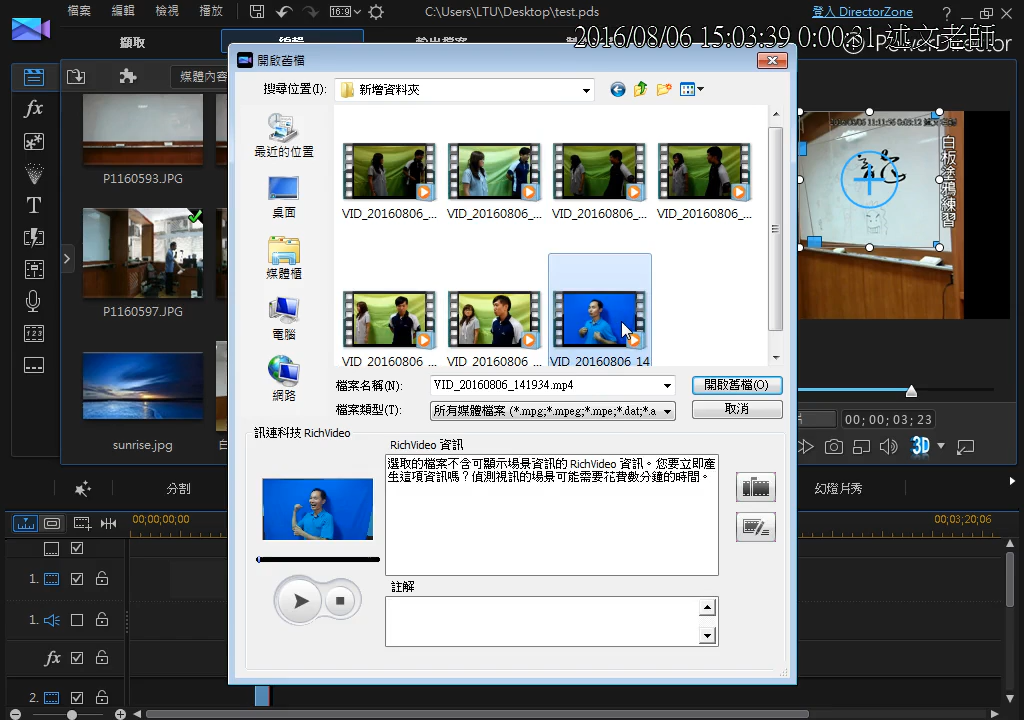 檔案 編輯 檢視 播放
16:9
C:\Users\LTU\Desktop\test.pds
登入 DirectorZone
?
擷取
2016/08/06 15:03:39 0:00:31 述文老師
媒體內容
P1160593.JPG
P1160597.JPG
sunrise.jpg
開啟舊檔
搜尋位置(I):
新增資料夾
最近的位置
桌面
媒體櫃
電腦
網路
VID_20160806_...
VID_20160806_...
VID_20160806_...
VID_20160806_...
VID_20160806
VID_20160806
VID_20160806_14
檔案名稱(N):
VID_20160806_141934.mp4
開啟舊檔(O)
檔案類型(T):
所有媒體檔案 (*.mpg;*.mpeg;*.mpe;*.dat;*.a
取消
訊連科技 RichVideo
RichVideo 資訊
選取的檔案不含可顯示場景資訊的 RichVideo 資訊。您要立即產
生這項資訊嗎？偵測視訊的場景可能需要花費數分鐘的時間。
註解
白板塗鴉練習
00; 00; 03; 23
3D
分割
幻燈片秀
00;00;00;00
00;03;20;06
1.
1.
fx
2.